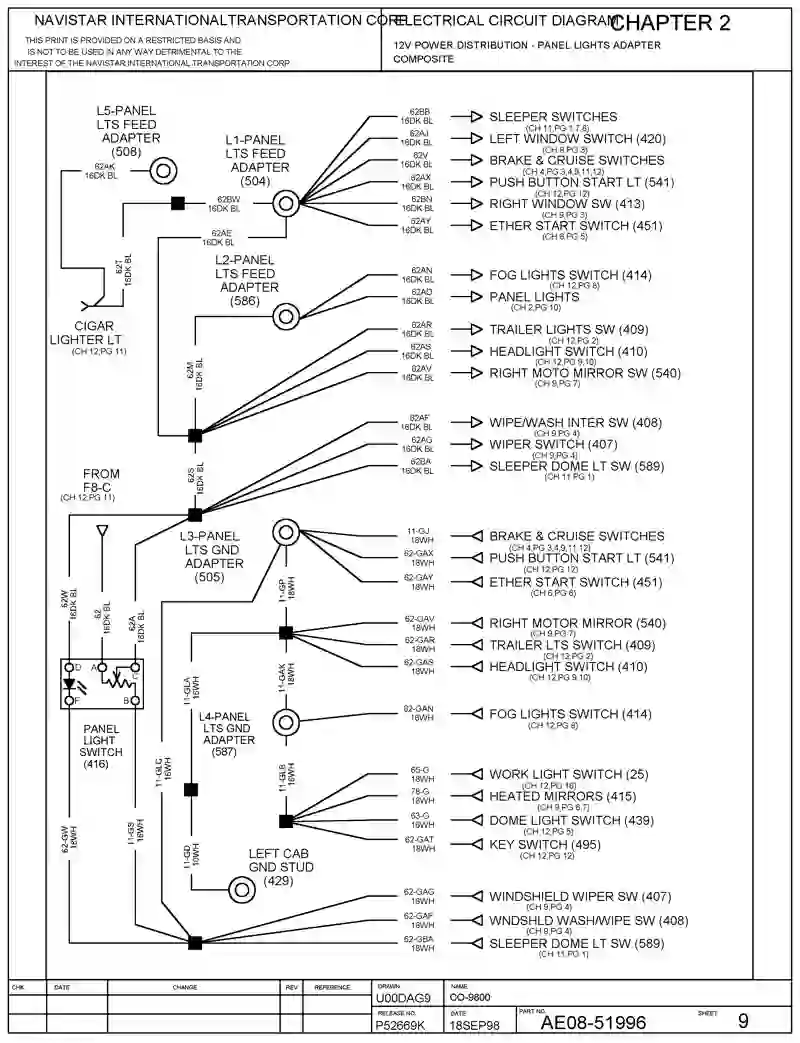 NAVISTAR INTERNATIONALTRANSPORTATION CORP
ELECTRICAL CIRCUIT DIAGRAM
CHAPTER 2
THIS PRINT IS PROVIDED ON A RESTRICTED BASIS AND
IS NOT TO BE USED IN ANY WAY DETRIMENTAL TO THE
INTEREST OF THE NAVISTAR INTERNATIONAL TRANSPORTATION CORP
12V POWER DISTRIBUTION - PANEL LIGHTS ADAPTER
COMPOSITE
L5-PANEL
LTS FEED
ADAPTER
(508)
62AK
16DK BL
L1-PANEL
LTS FEED
ADAPTER
(504)
62BW
16DK BL
62AE
16DK BL
62T
16DK BL
CIGAR
LIGHTER LT
(CH 12,PG 11)
L2-PANEL
LTS FEED
ADAPTER
(586)
62M
16DK BL
62S
16DK BL
62BB
16DK BL
SLEEPER SWITCHES
(CH 11,PG 1,7,8)
62AJ
16DK BL
LEFT WINDOW SWITCH (420)
(CH 8,PG 3)
62V
16DK BL
BRAKE & CRUISE SWITCHES
(CH 4,PG 3,4,9,11,12)
62AX
16DK BL
PUSH BUTTON START LT (541)
(CH 12,PG 12)
62BN
16DK BL
RIGHT WINDOW SW (413)
(CH 9,PG 3)
62AY
16DK BL
ETHER START SWITCH (451)
(CH 6,PG 5)
62AN
16DK BL
FOG LIGHTS SWITCH (414)
(CH 12,PG 8)
62AD
16DK BL
PANEL LIGHTS
(CH 2,PG 10)
62AR
16DK BL
TRAILER LIGHTS SW (409)
(CH 12,PG 2)
62AS
16DK BL
HEADLIGHT SWITCH (410)
(CH 12,PG 9,10)
62AV
16DK BL
RIGHT MOTO MIRROR SW (540)
(CH 9,PG 7)
62AF
16DK BL
WIPE/WASH INTER SW (408)
(CH 9,PG 4)
62AG
16DK BL
WIPER SWITCH (407)
(CH 9,PG 4)
62BA
16DK BL
SLEEPER DOME LT SW (589)
(CH 11 PG 1)
FROM
F8-C
(CH 12,PG 11)
62W
16DK BL
62
16DK BL
62A
16DK BL
D
A
C
F
B
PANEL
LIGHT
SWITCH
(416)
62-GW
16WH
11-GS
16WH
L3-PANEL
LTS GND
ADAPTER
(505)
11-GP
18WH
11-GLA
16WH
11-GAX
18WH
L4-PANEL
LTS GND
ADAPTER
(587)
11-GLC
16WH
11-GLB
16WH
11-GD
10WH
LEFT CAB
GND STUD
(429)
11-GJ
18WH
BRAKE & CRUISE SWITCHES
(CH 4,PG 3,4,9,11 12)
62-GAX
18WH
PUSH BUTTON START LT (541)
(CH 12,PG 12)
62-GAY
18WH
ETHER START SWITCH (451)
(CH 6,PG 6)
62-GAV
18WH
RIGHT MOTOR MIRROR (540)
(CH 9,PG 7)
62-GAR
18WH
TRAILER LTS SWITCH (409)
(CH 12,PG 2)
62-GAS
18WH
HEADLIGHT SWITCH (410)
(CH 12,PG 9,10)
62-GAN
16WH
FOG LIGHTS SWITCH (414)
(CH 12,PG 8)
65-G
18WH
WORK LIGHT SWITCH (25)
(CH 12,PG 16)
78-G
18WH
HEATED MIRRORS (415)
(CH 9,PG 6,7)
63-G
16WH
DOME LIGHT SWITCH (439)
(CH 12,PG 5)
62-GAT
18WH
KEY SWITCH (495)
(CH 12,PG 12)
62-GAG
16WH
WINDSHIELD WIPER SW (407)
(CH 9,PG 4)
62-GAF
16WH
WNDSHLD WASH/WIPE SW (408)
(CH 9,PG 4)
62-GBA
18WH
SLEEPER DOME LT SW (589)
(CH 11,PG 1)
CHK
DATE
CHANGE
REV
REFERENCE
DRAWN
U00DAG9
NAME
CO-9800
RELEASE NO.
P52669K
DATE
18SEP98
PART NO.
AE08-51996
SHEET
9